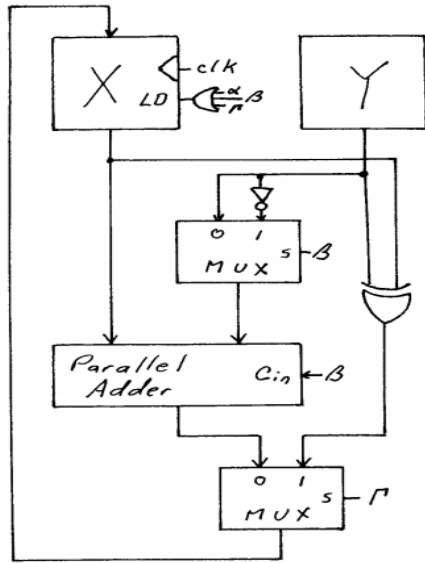 X
clk
LD
α
β
Γ
Y
0 1
MUX
S
β
Parallel
Adder
Cin
β
0 1
MUX
S
Γ